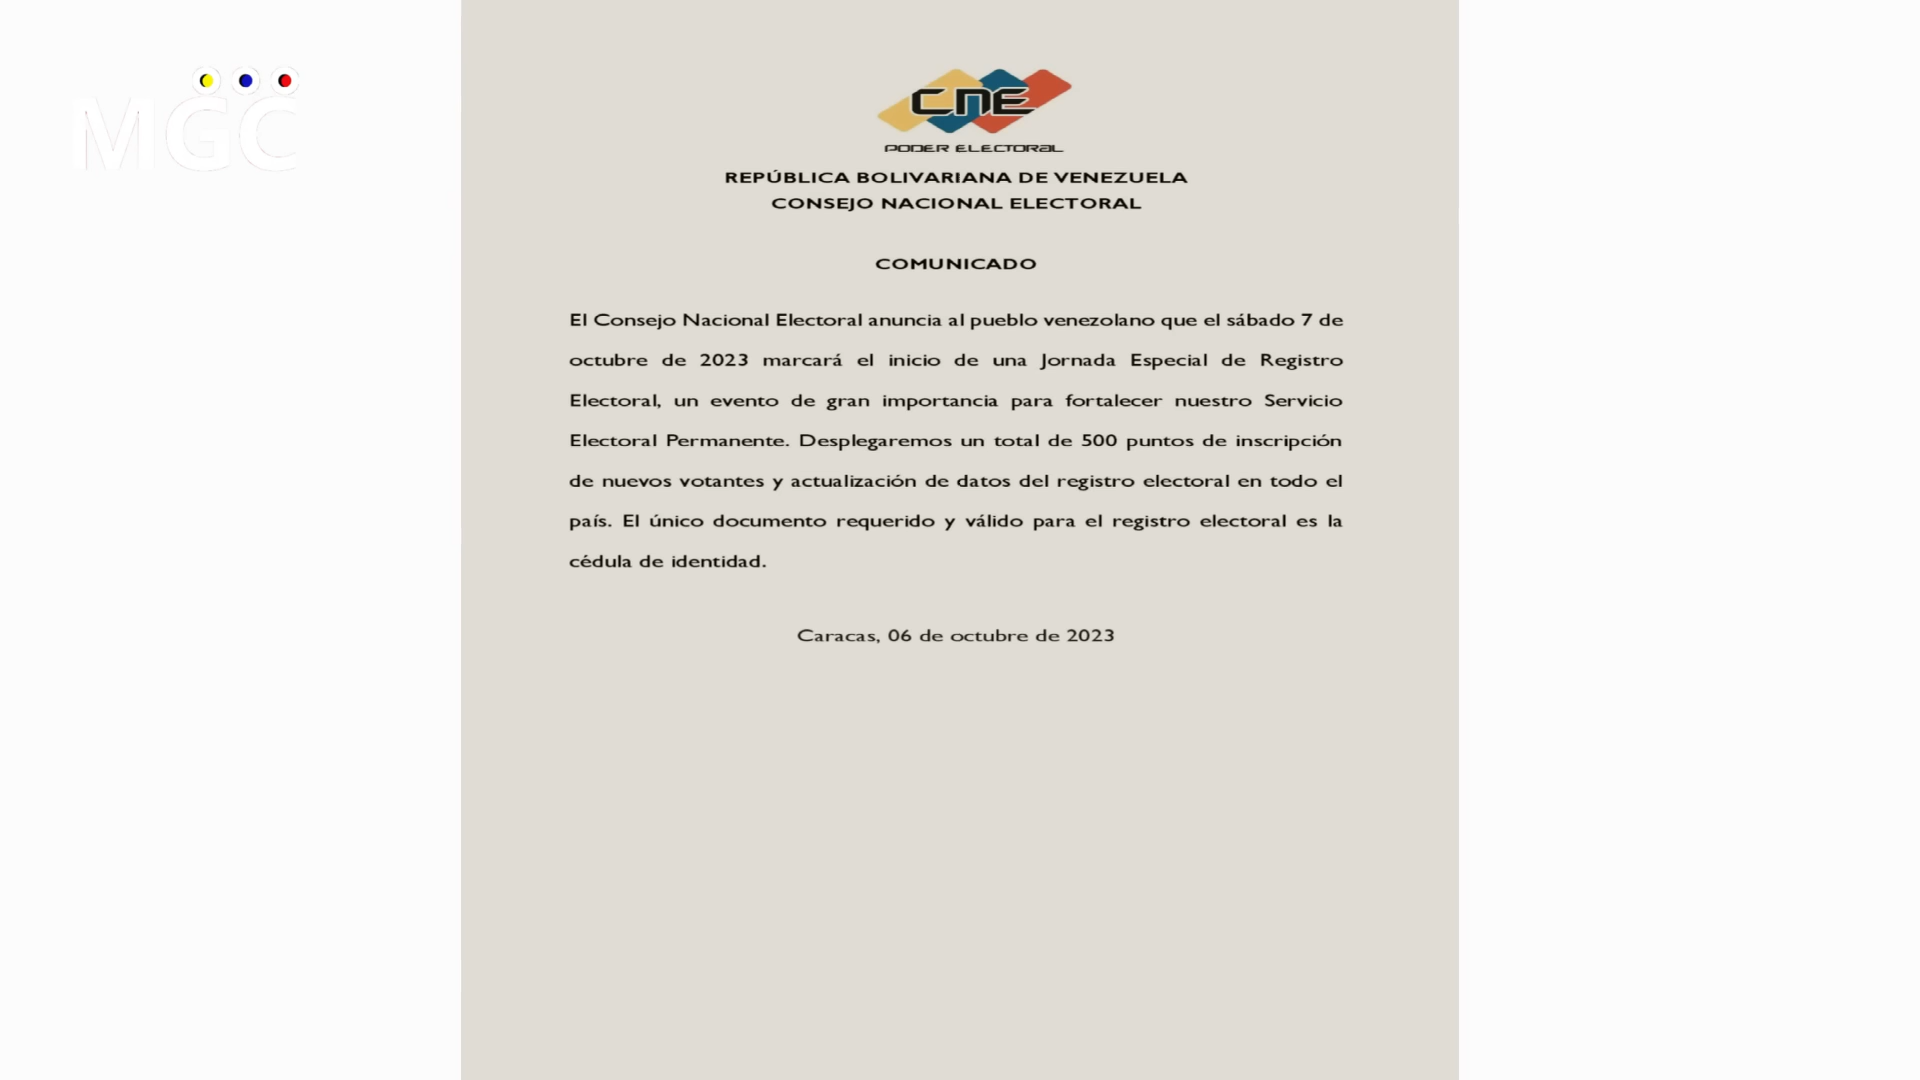 MGC
CNE
PODER ELECTORAL
REPÚBLICA BOLIVARIANA DE VENEZUELA
CONSEJO NACIONAL ELECTORAL
COMUNICADO
El Consejo Nacional Electoral anuncia al pueblo venezolano que el sábado 7 de
octubre de 2023 marcará el inicio de una Jornada Especial de Registro
Electoral, un evento de gran importancia para fortalecer nuestro Servicio
Electoral Permanente. Desplegaremos un total de 500 puntos de inscripción
de nuevos votantes y actualización de datos del registro electoral en todo el
país. El único documento requerido y válido para el registro electoral es la
cédula de identidad.
Caracas, 06 de octubre de 2023